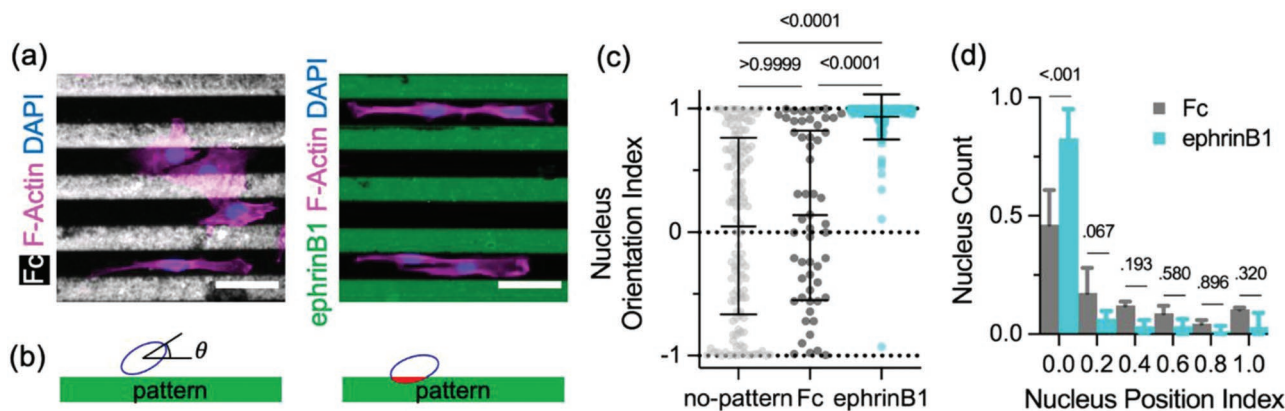 (a)
Fc F-Actin DAPI
ephrinB1 F-Actin DAPI
(b)
θ
pattern
pattern
(c)
<0.0001
>0.9999
<0.0001
Nucleus
Orientation Index
1
0
-1
no-pattern
Fc
ephrinB1
(d)
<.001
Fc
ephrinB1
.067
.193
.580
.896
.320
Nucleus Count
1.0
0.5
0.0
0.0
0.2
0.4
0.6
0.8
1.0
Nucleus Position Index